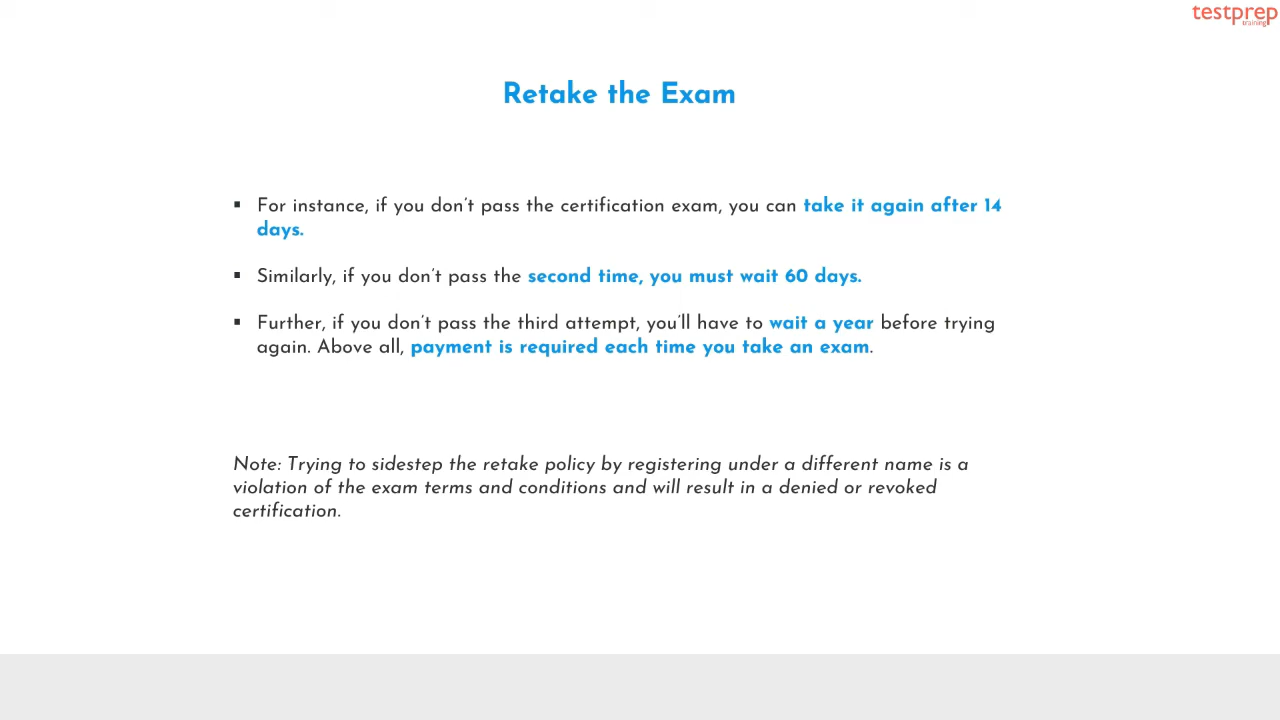 testprep
training
Retake the Exam
▪ For instance, if you don't pass the certification exam, you can take it again after 14
days.
▪ Similarly, if you don't pass the second time, you must wait 60 days.
▪ Further, if you don't pass the third attempt, you'll have to wait a year before trying
again. Above all, payment is required each time you take an exam.
Note: Trying to sidestep the retake policy by registering under a different name is a
violation of the exam terms and conditions and will result in a denied or revoked
certification.